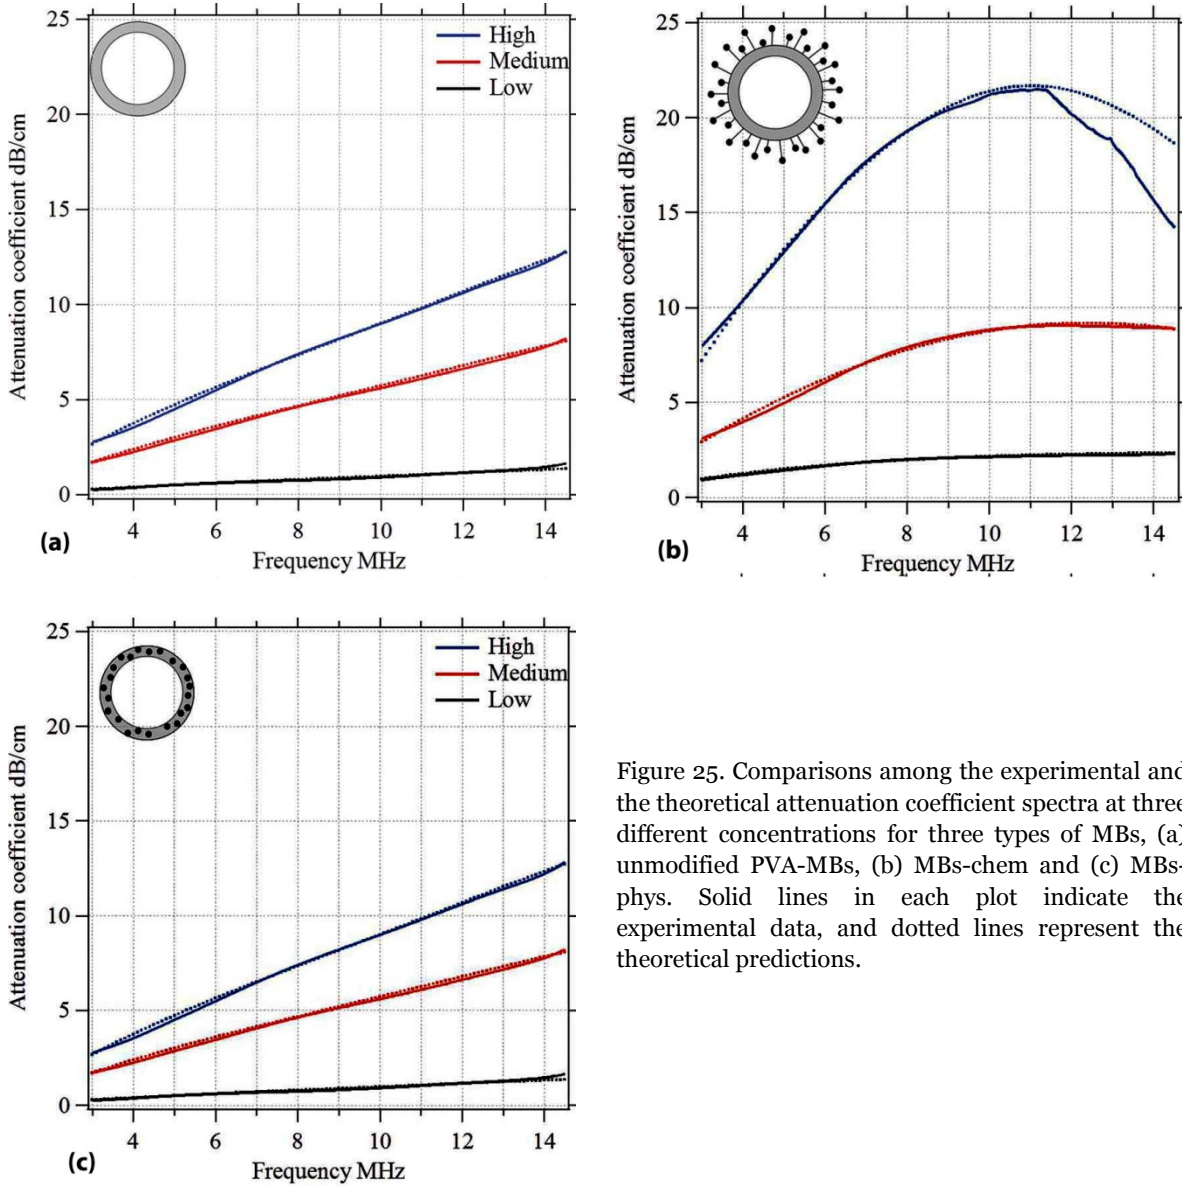 25
20
15
10
5
0
Attenuation coefficient dB/cm
High
Medium
Low
4 6 8 10 12 14
(a)
Frequency MHz
25
20
15
10
5
0
Attenuation coefficient dB/cm
4 6 8 10 12 14
(b)
Frequency MHz
25
20
15
10
5
0
Attenuation coefficient dB/cm
High
Medium
Low
4 6 8 10 12 14
(c)
Frequency MHz
Figure 25. Comparisons among the experimental and
the theoretical attenuation coefficient spectra at three
different concentrations for three types of MBs, (a)
unmodified PVA-MBs, (b) MBs-chem and (c) MBs-
phys. Solid lines in each plot indicate the
experimental data, and dotted lines represent the
theoretical predictions.